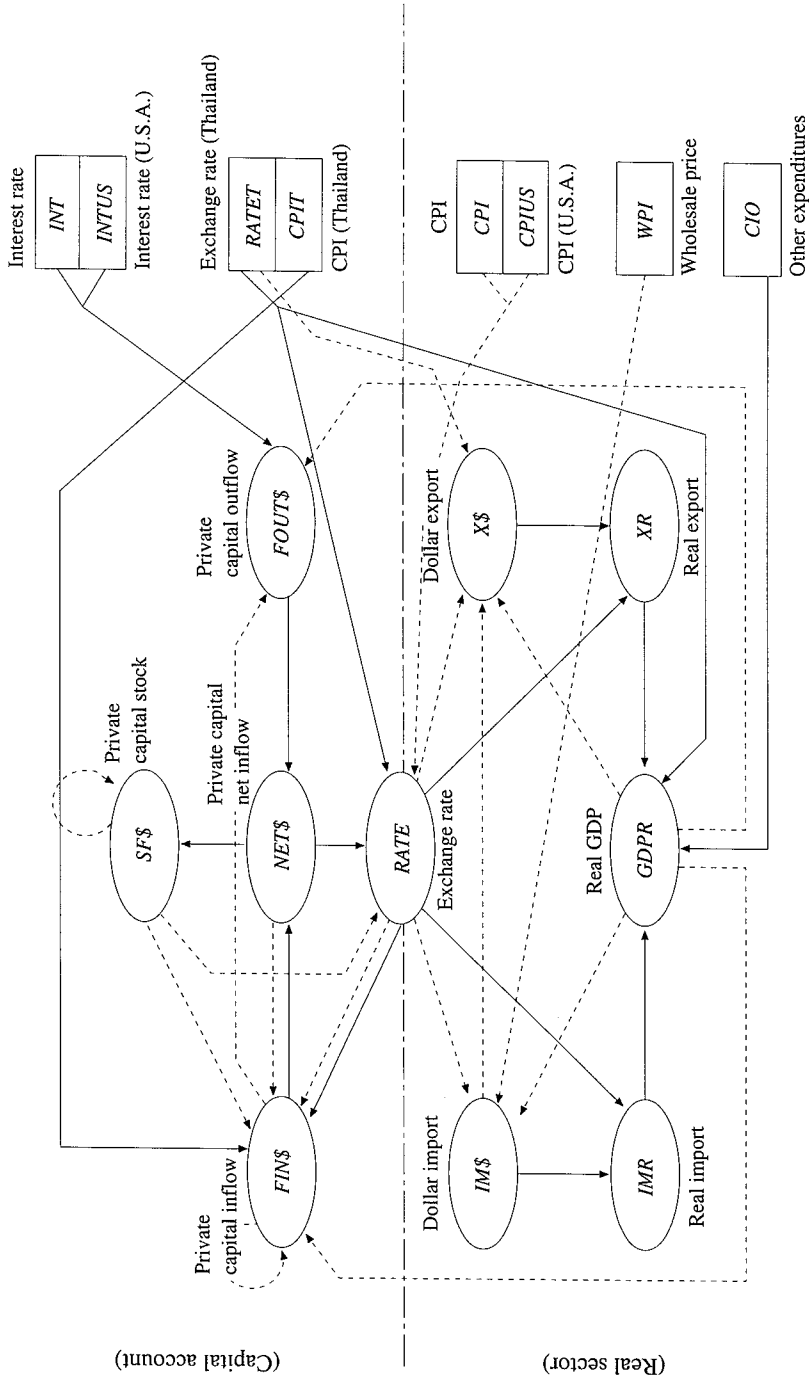 (Capital account)
(Real sector)
Private
capital inflow
FIN$
Private
capital stock
SF$
Private capital
net inflow
NET$
Private
capital outflow
FOUT$
Interest rate
INT
INTUS
Interest rate (U.S.A.)
Exchange rate (Thailand)
RATET
CPIT
CPI (Thailand)
RATE
Exchange rate
Dollar import
IM$
Dollar export
X$
CPI
CPI
CPIUS
CPI (U.S.A.)
IMR
Real import
Real GDP
GDPR
XR
Real export
WPI
Wholesale price
CIO
Other expenditures